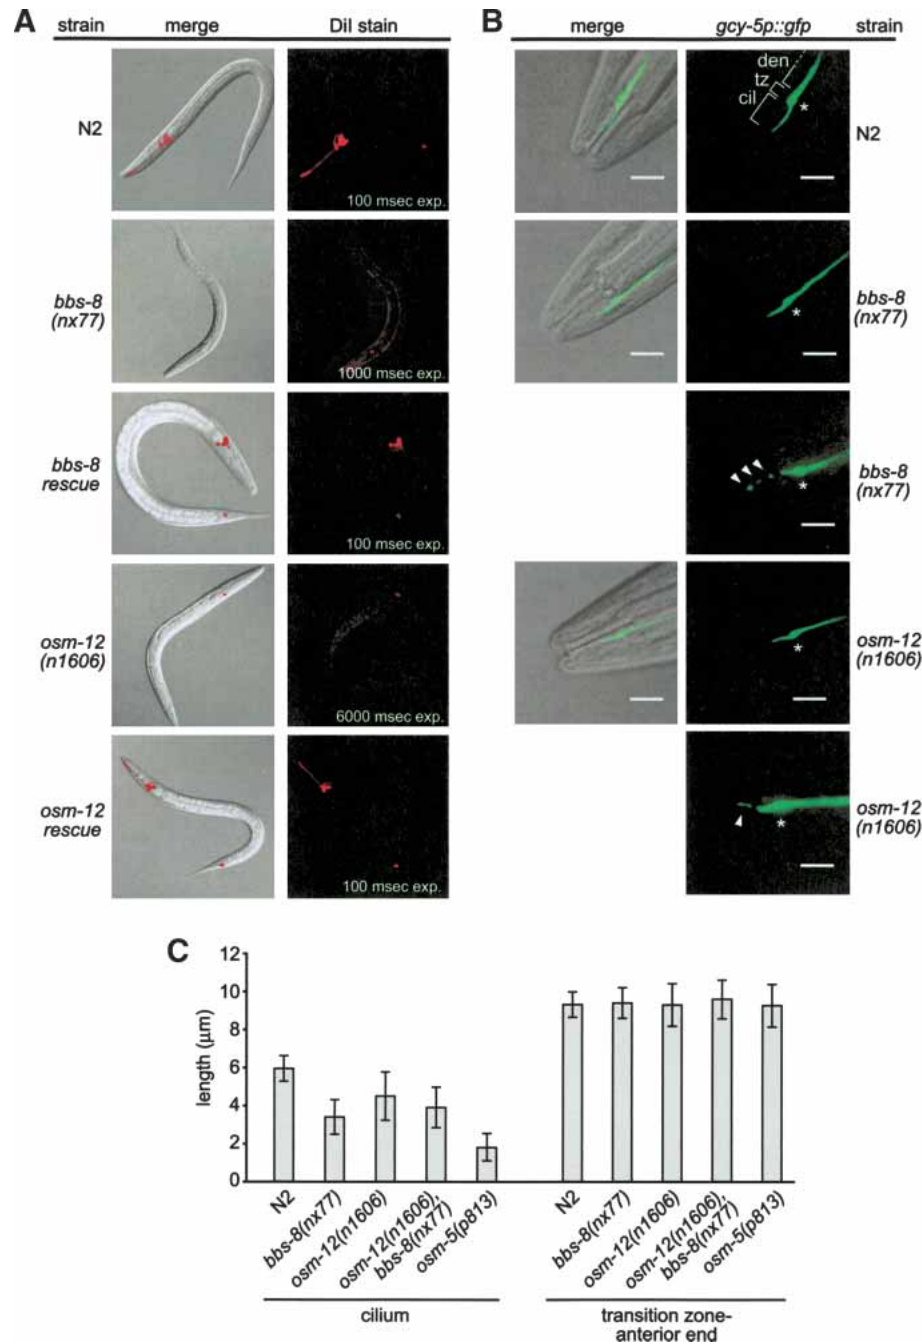 A
strain
merge
DiI stain
N2
100 msec exp.
bbs-8
(nx77)
1000 msec exp.
bbs-8
rescue
100 msec exp.
osm-12
(n1606)
6000 msec exp.
osm-12
rescue
100 msec exp.
B
merge
gcy-5p::gfp
strain
den
tz
cil
*
N2
*
bbs-8
(nx77)
*
bbs-8
(nx77)
*
osm-12
(n1606)
*
osm-12
(n1606)
C
length (µm)
12
10
8
6
4
2
0
N2
bbs-8(nx77)
osm-12(n1606)
osm-12(n1606),
bbs-8(nx77)
osm-5(p813)
N2
bbs-8(nx77)
osm-12(n1606)
osm-12(n1606),
bbs-8(nx77)
osm-5(p813)
cilium
transition zone-
anterior end